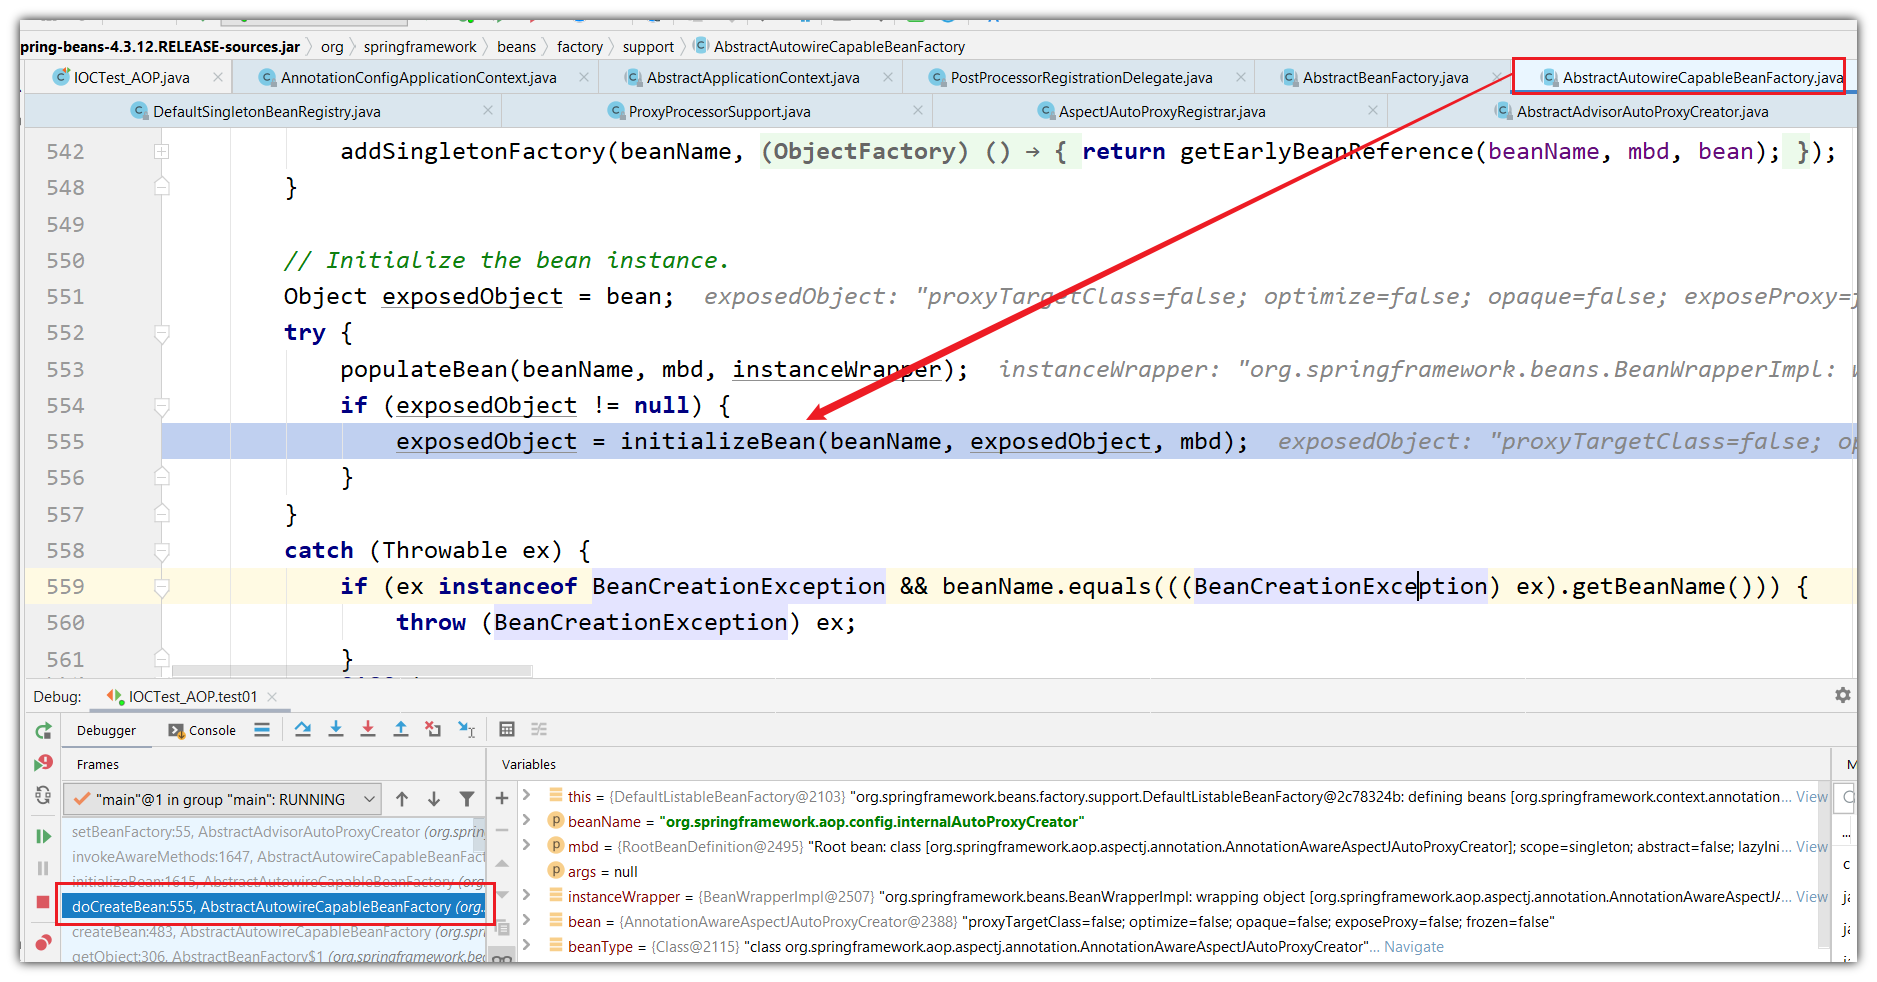 pring-beans-4.3.12.RELEASE-sources.jar org springframework beans factory support AbstractAutowireCapableBeanFactory
IOCTest_AOP.java AnnotationConfigApplicationContext.java AbstractApplicationContext.java PostProcessorRegistrationDelegate.java AbstractBeanFactory.java AbstractAutowireCapableBeanFactory.java
DefaultSingletonBeanRegistry.java ProxyProcessorSupport.java AspectJAutoProxyRegistrar.java AbstractAdvisorAutoProxyCreator.java
542 addSingletonFactory(beanName, (ObjectFactory) () → { return getEarlyBeanReference(beanName, mbd, bean); });
548 }
549
550 // Initialize the bean instance.
551 Object exposedObject = bean; exposedObject: "proxyTargetClass=false; optimize=false; opaque=false; exposeProxy=f
552 try {
553 populateBean(beanName, mbd, instanceWrapper); instanceWrapper: "org.springframework.beans.BeanWrapperImpl: w
554 if (exposedObject != null) {
555 exposedObject = initializeBean(beanName, exposedObject, mbd); exposedObject: "proxyTargetClass=false; op
556 }
557 }
558 catch (Throwable ex) {
559 if (ex instanceof BeanCreationException && beanName.equals(((BeanCreationException) ex).getBeanName())) {
560 throw (BeanCreationException) ex;
561 }
Debug: IOCTest_AOP.test01
Debugger Console
Frames Variables M
"main"@1 in group "main": RUNNING
setBeanFactory:55, AbstractAdvisorAutoProxyCreator (org.sprin
invokeAwareMethods:1647, AbstractAutowireCapableBeanFact
initializeBean:1615, AbstractAutowireCapableBeanFactory (org
doCreateBean:555, AbstractAutowireCapableBeanFactory (org.
createBean:483, AbstractAutowireCapableBeanFactory (org.spr
getObject:306, AbstractBeanFactory$1 (org.springframework.be
this = {DefaultListableBeanFactory@2103} "org.springframework.beans.factory.support.DefaultListableBeanFactory@2c78324b: defining beans [org.springframework.context.annotation... View
beanName = "org.springframework.aop.config.internalAutoProxyCreator"
mbd = {RootBeanDefinition@2495} "Root bean: class [org.springframework.aop.aspectj.annotation.AnnotationAwareAspectJAutoProxyCreator]; scope=singleton; abstract=false; lazyIni... View
args = null
instanceWrapper = {BeanWrapperImpl@2507} "org.springframework.beans.BeanWrapperImpl: wrapping object [org.springframework.aop.aspectj.annotation.AnnotationAwareAspectJA... View
bean = {AnnotationAwareAspectJAutoProxyCreator@2388} "proxyTargetClass=false; optimize=false; opaque=false; exposeProxy=false; frozen=false"
beanType = {Class@2115} "class org.springframework.aop.aspectj.annotation.AnnotationAwareAspectJAutoProxyCreator"... Navigate